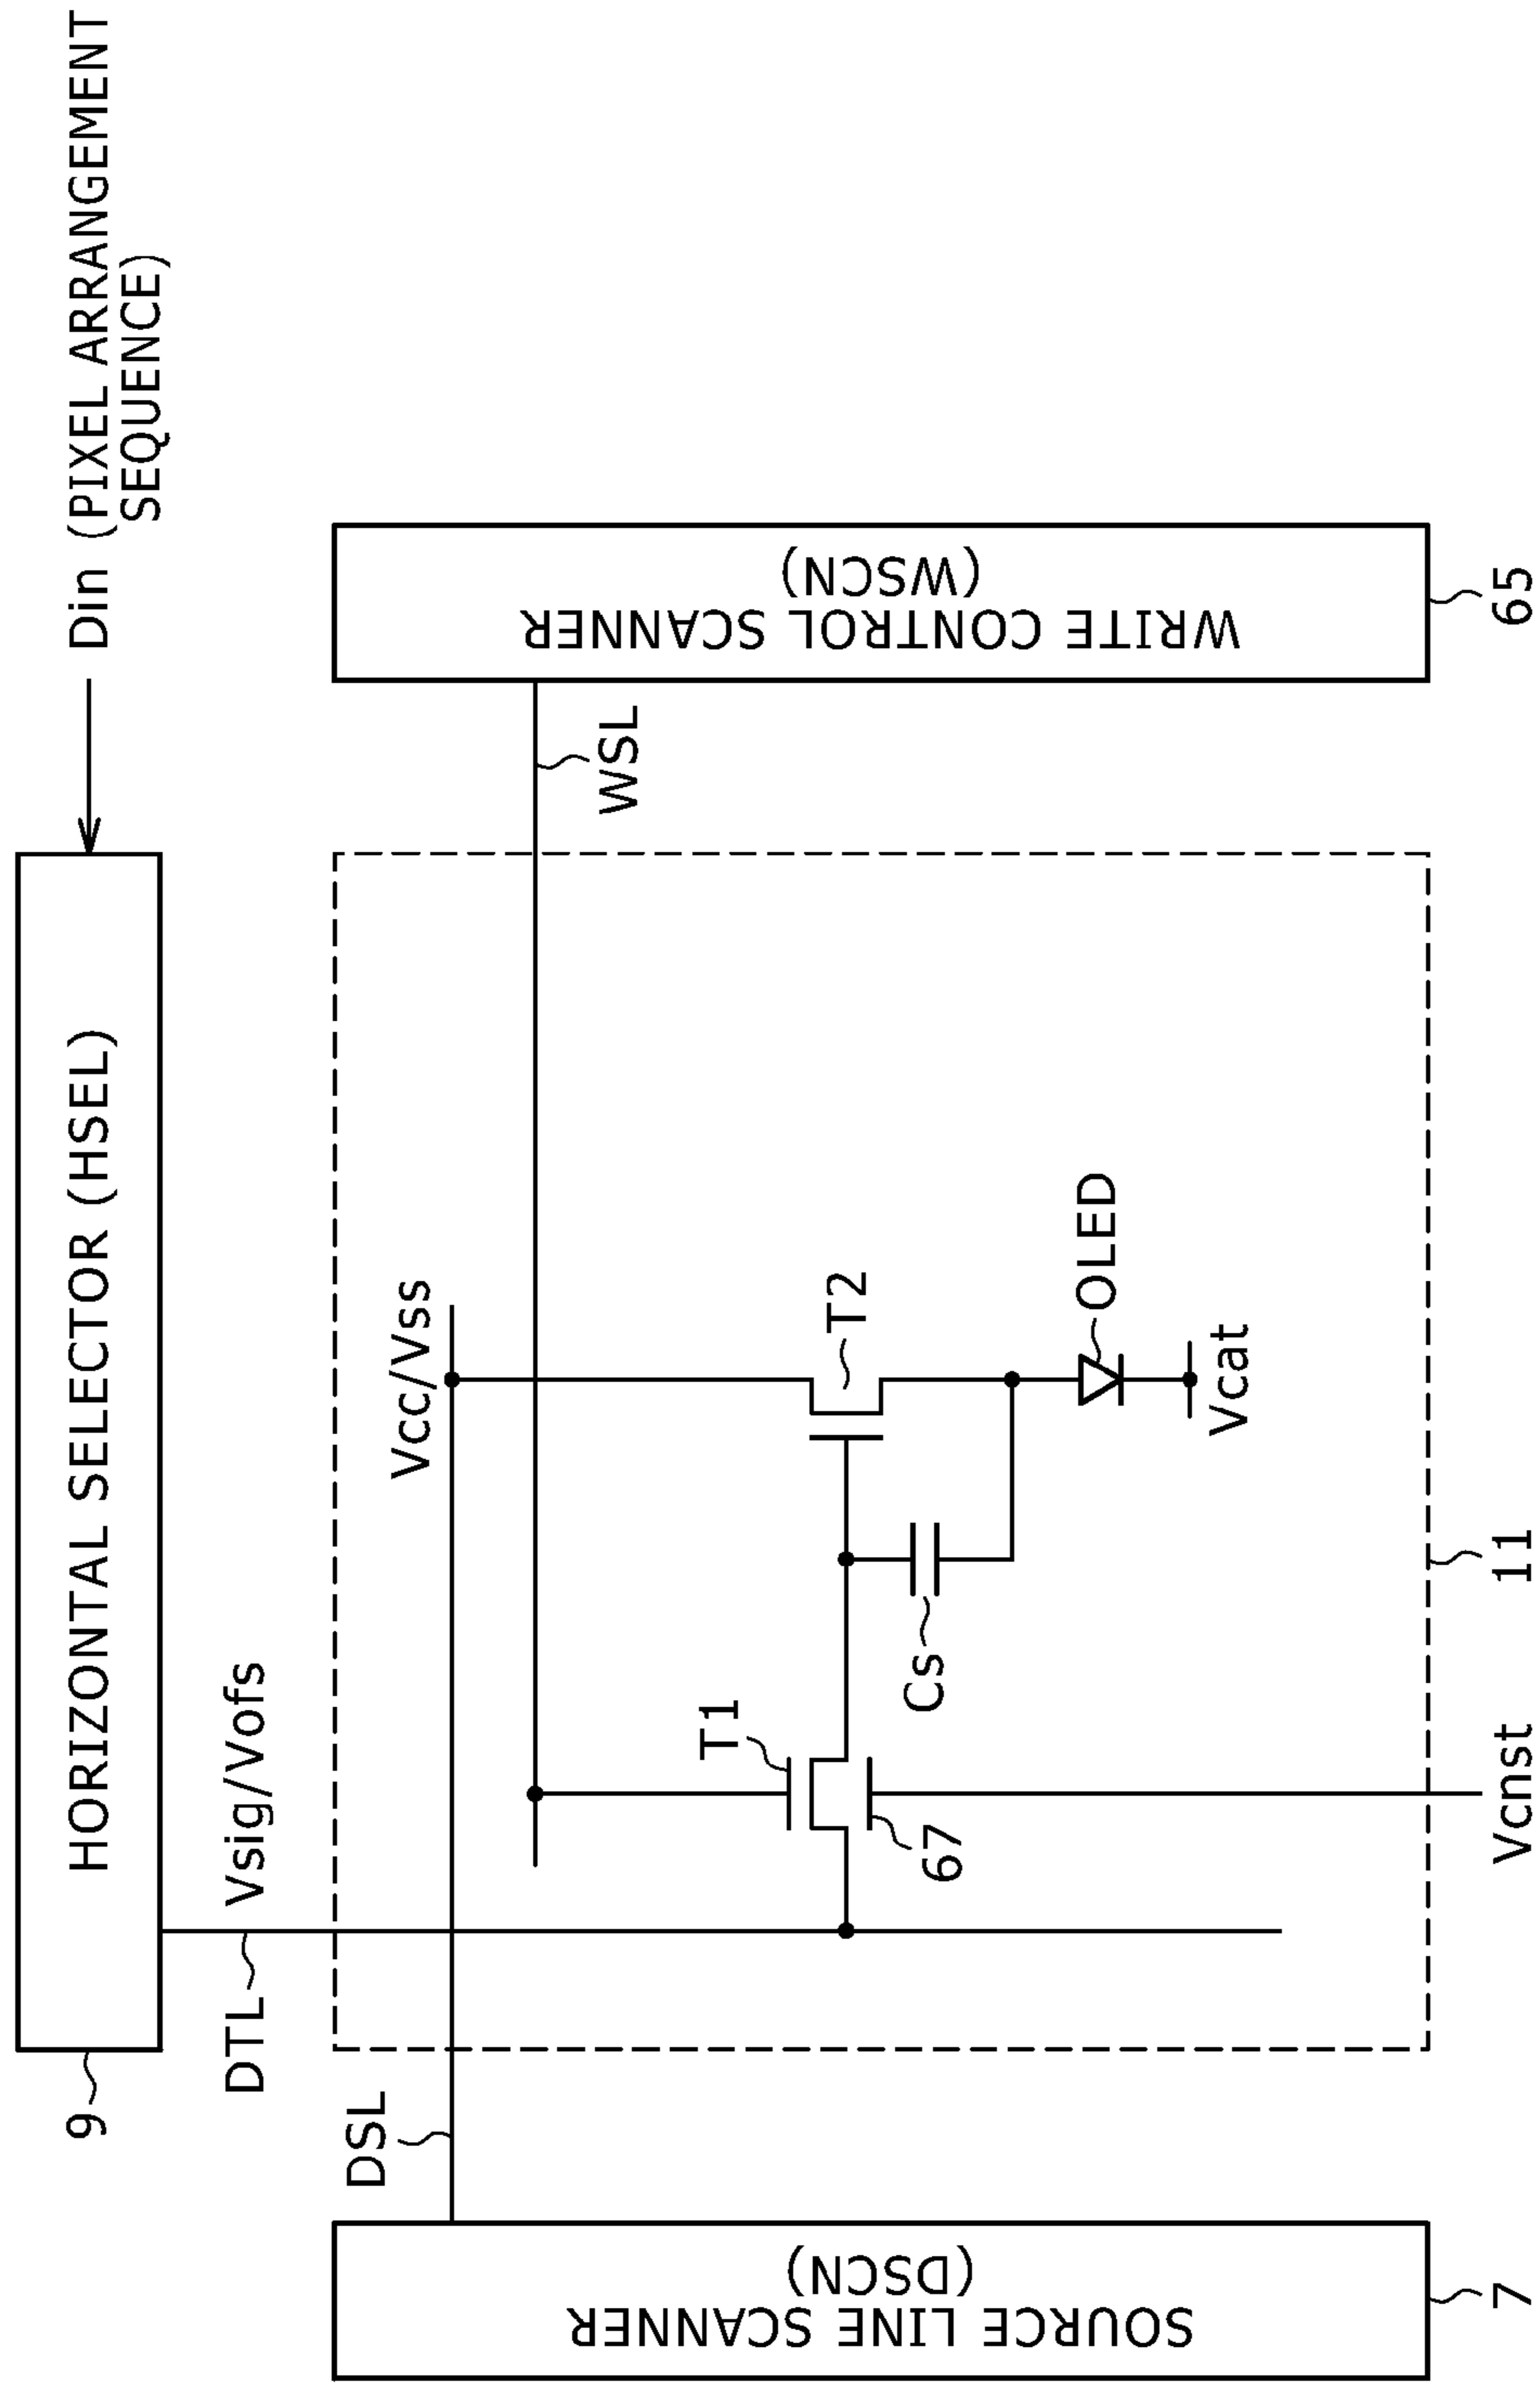 Din (PIXEL ARRANGEMENT
SEQUENCE)
HORIZONTAL SELECTOR (HSEL)
9
DTL
Vsig/Vofs
DSL
Vcc/Vss
WSL
SOURCE LINE SCANNER
(DSCN)
7
WRITE CONTROL SCANNER
(WSCN)
65
T1
T2
67
Cs
OLED
Vcat
Vcnst
11